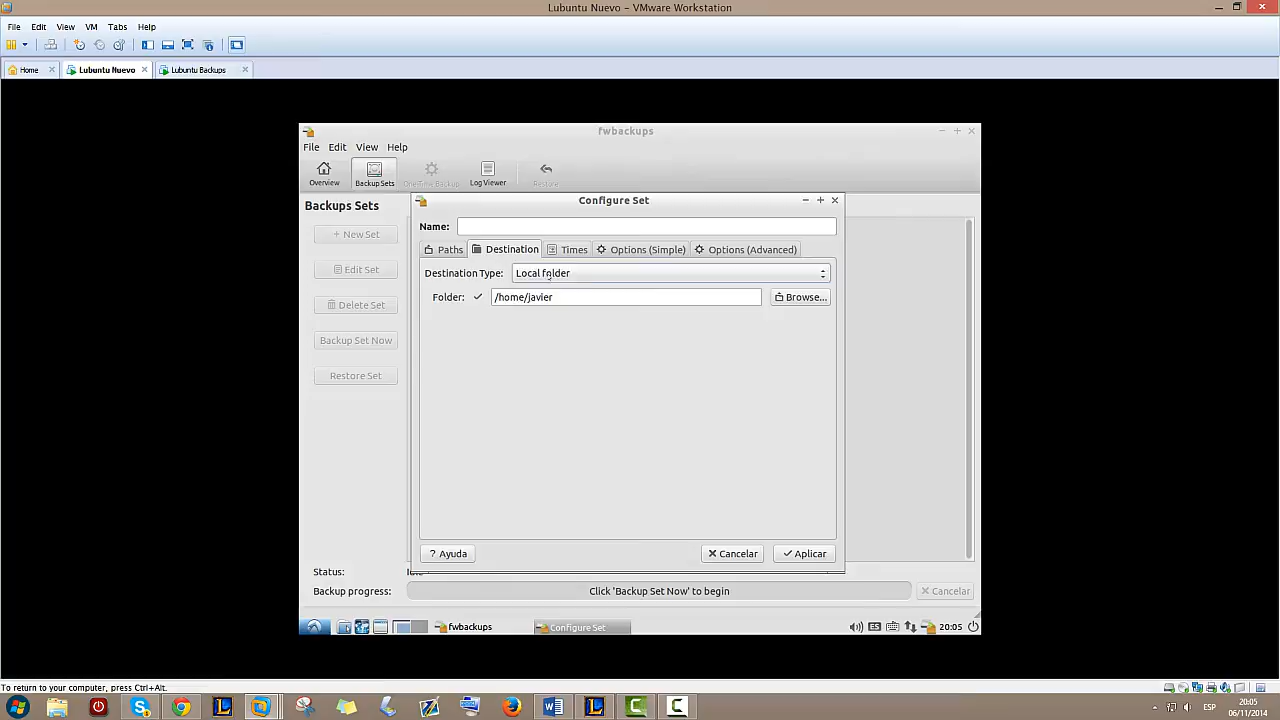 Lubuntu Nuevo - VMware Workstation
File Edit View VM Tabs Help
Home Lubuntu Nuevo Lubuntu Backups
fwbackups
File Edit View Help
Overview Backup Sets One-Time Backup Log Viewer Restore
Configure Set
Backups Sets
Name:
+ New Set
Paths Destination Times Options (Simple) Options (Advanced)
Edit Set
Destination Type: Local folder
Folder: /home/javier Browse...
Delete Set
Backup Set Now
Restore Set
? Ayuda Cancelar Aplicar
Status:
Backup progress: Click 'Backup Set Now' to begin Cancelar
fwbackups Configure Set ES 20:05
To return to your computer, press Ctrl+Alt.
ESP 20:05
06/11/2014